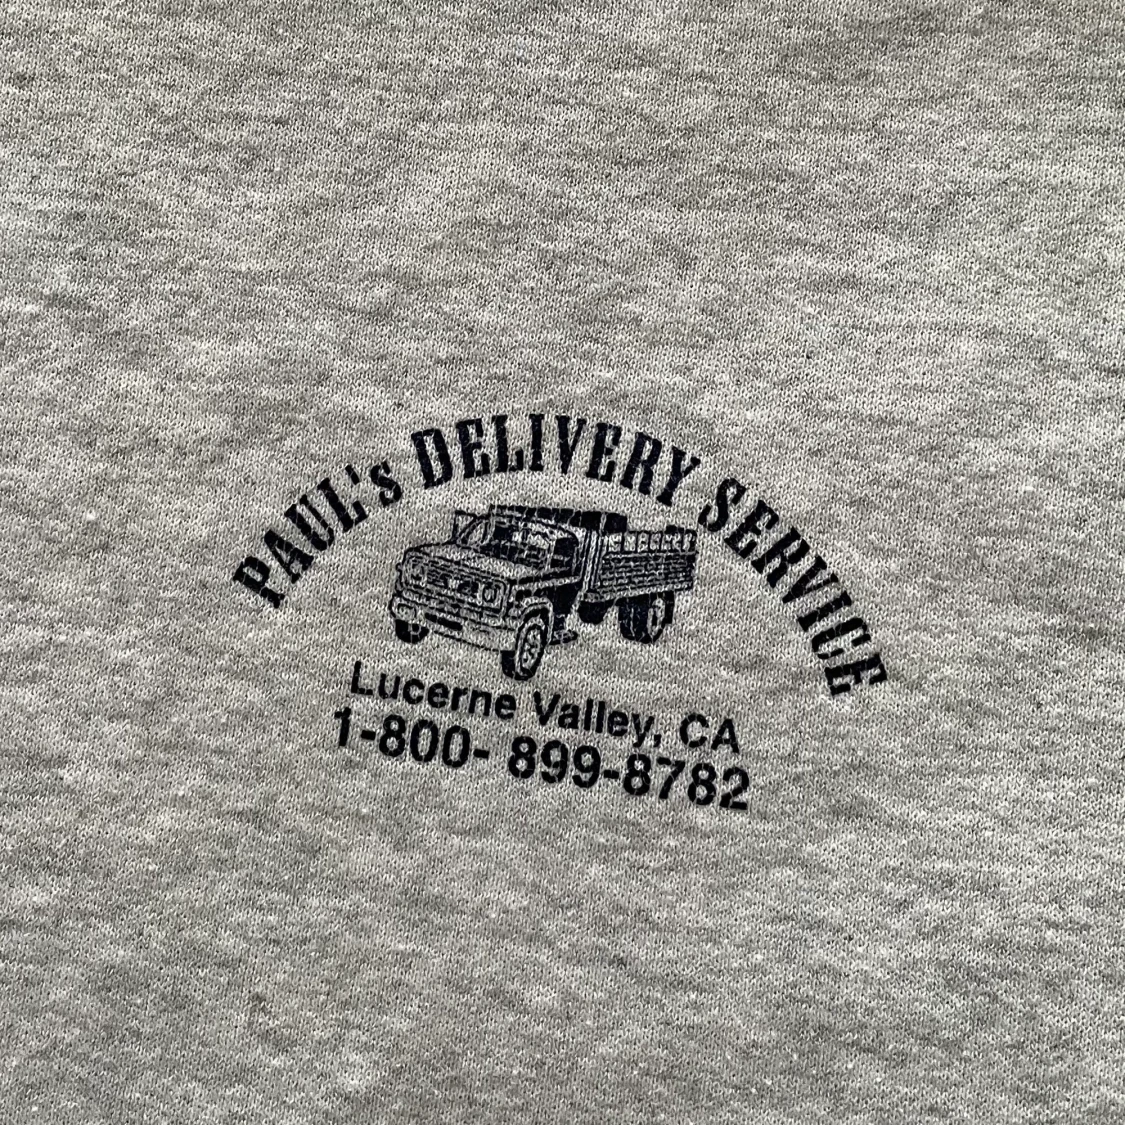 PAUL's DELIVERY SERVICE
Lucerne Valley, CA
1-800- 899-8782